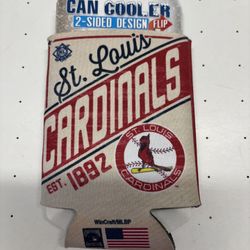 CAN COOLER
2-SIDED DESIGN FLIP
St. Louis
CARDINALS
EST. 1892
ST. LOUIS
CARDINALS
WinCraft/MLBP